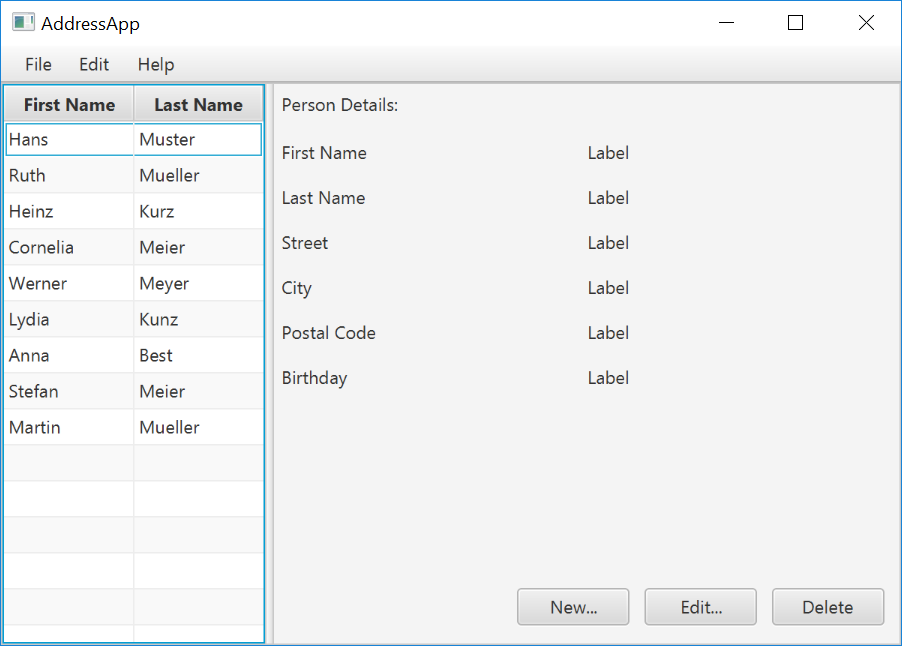 AddressApp
File Edit Help
First Name Last Name
Hans Muster
Ruth Mueller
Heinz Kurz
Cornelia Meier
Werner Meyer
Lydia Kunz
Anna Best
Stefan Meier
Martin Mueller
Person Details:
First Name Label
Last Name Label
Street Label
City Label
Postal Code Label
Birthday Label
New... Edit... Delete